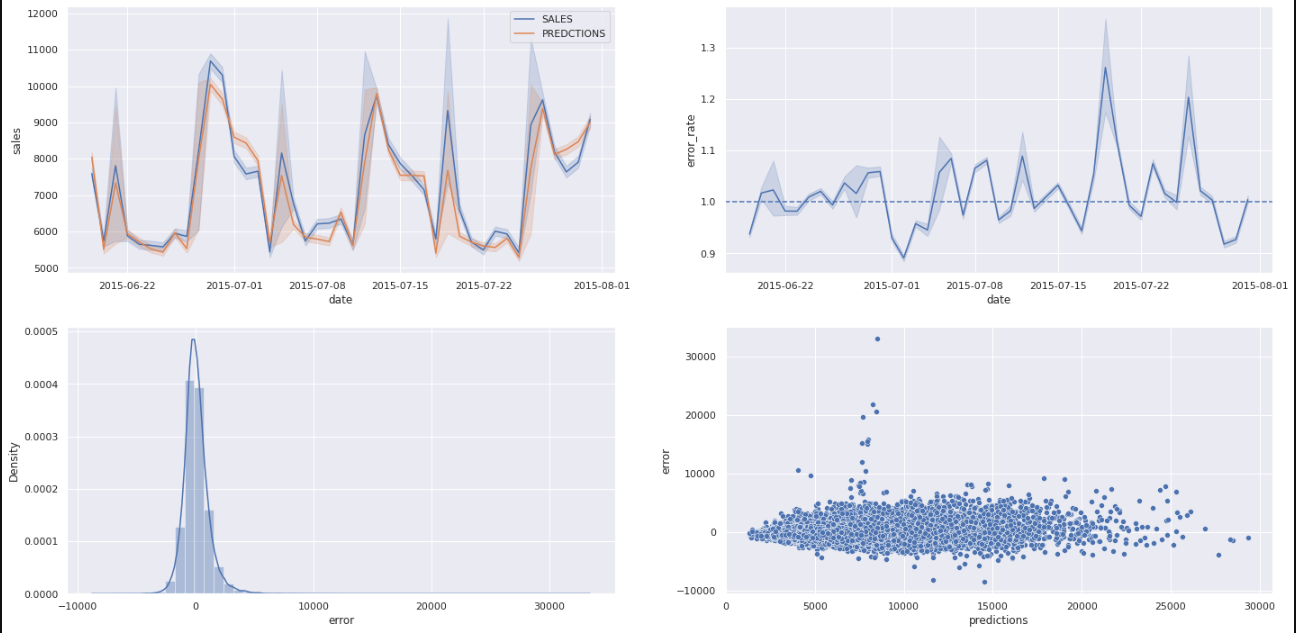 12000
11000
10000
9000
8000
7000
6000
5000
sales
SALES
PREDCTIONS
2015-06-22 2015-07-01 2015-07-08 2015-07-15 2015-07-22 2015-08-01
date
1.3
1.2
1.1
1.0
0.9
error_rate
2015-06-22 2015-07-01 2015-07-08 2015-07-15 2015-07-22 2015-08-01
date
0.0005
0.0004
0.0003
0.0002
0.0001
0.0000
Density
−10000 0 10000 20000 30000
error
30000
20000
10000
0
−10000
error
0 5000 10000 15000 20000 25000 30000
predictions